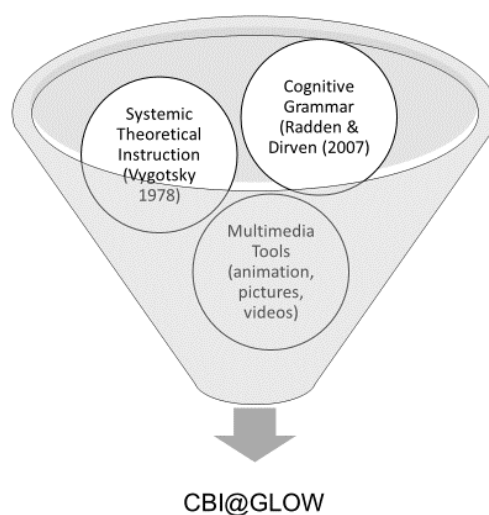 Systemic
Theoretical
Instruction
(Vygotsky
1978)
Cognitive
Grammar
(Radden &
Dirven (2007)
Multimedia
Tools
(animation,
pictures,
videos)
CBI@GLOW